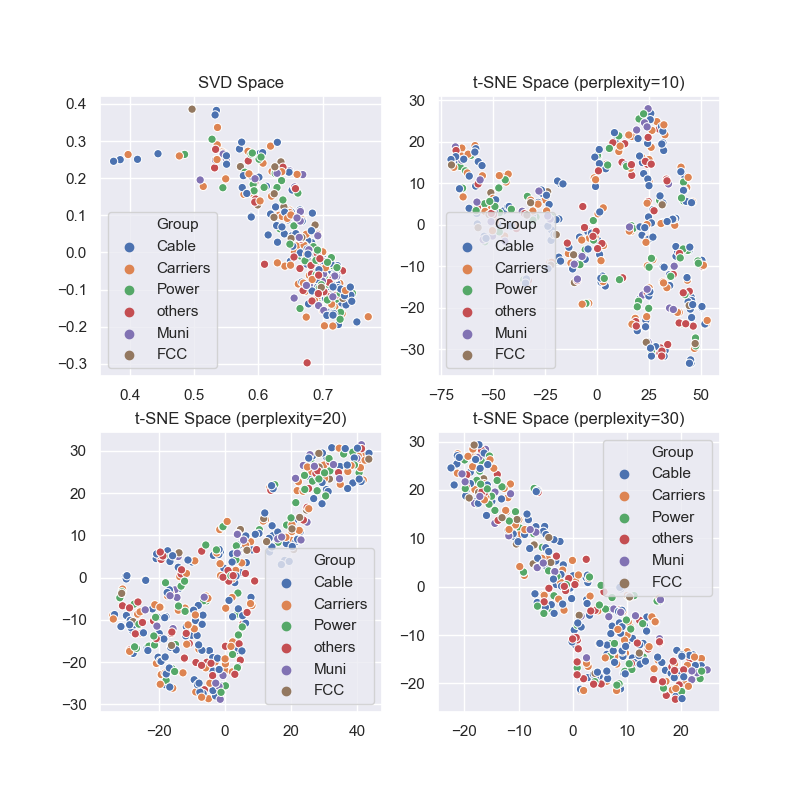 SVD Space
0.4
0.3
0.2
0.1
0.0
−0.1
−0.2
−0.3
0.4 0.5 0.6 0.7
Group
Cable
Carriers
Power
others
Muni
FCC
t-SNE Space (perplexity=10)
30
20
10
0
−10
−20
−30
−75 −50 −25 0 25 50
Group
Cable
Carriers
Power
others
Muni
FCC
t-SNE Space (perplexity=20)
30
20
10
0
−10
−20
−30
−20 0 20 40
Group
Cable
Carriers
Power
others
Muni
FCC
t-SNE Space (perplexity=30)
30
20
10
0
−10
−20
−20 −10 0 10 20
Group
Cable
Carriers
Power
others
Muni
FCC